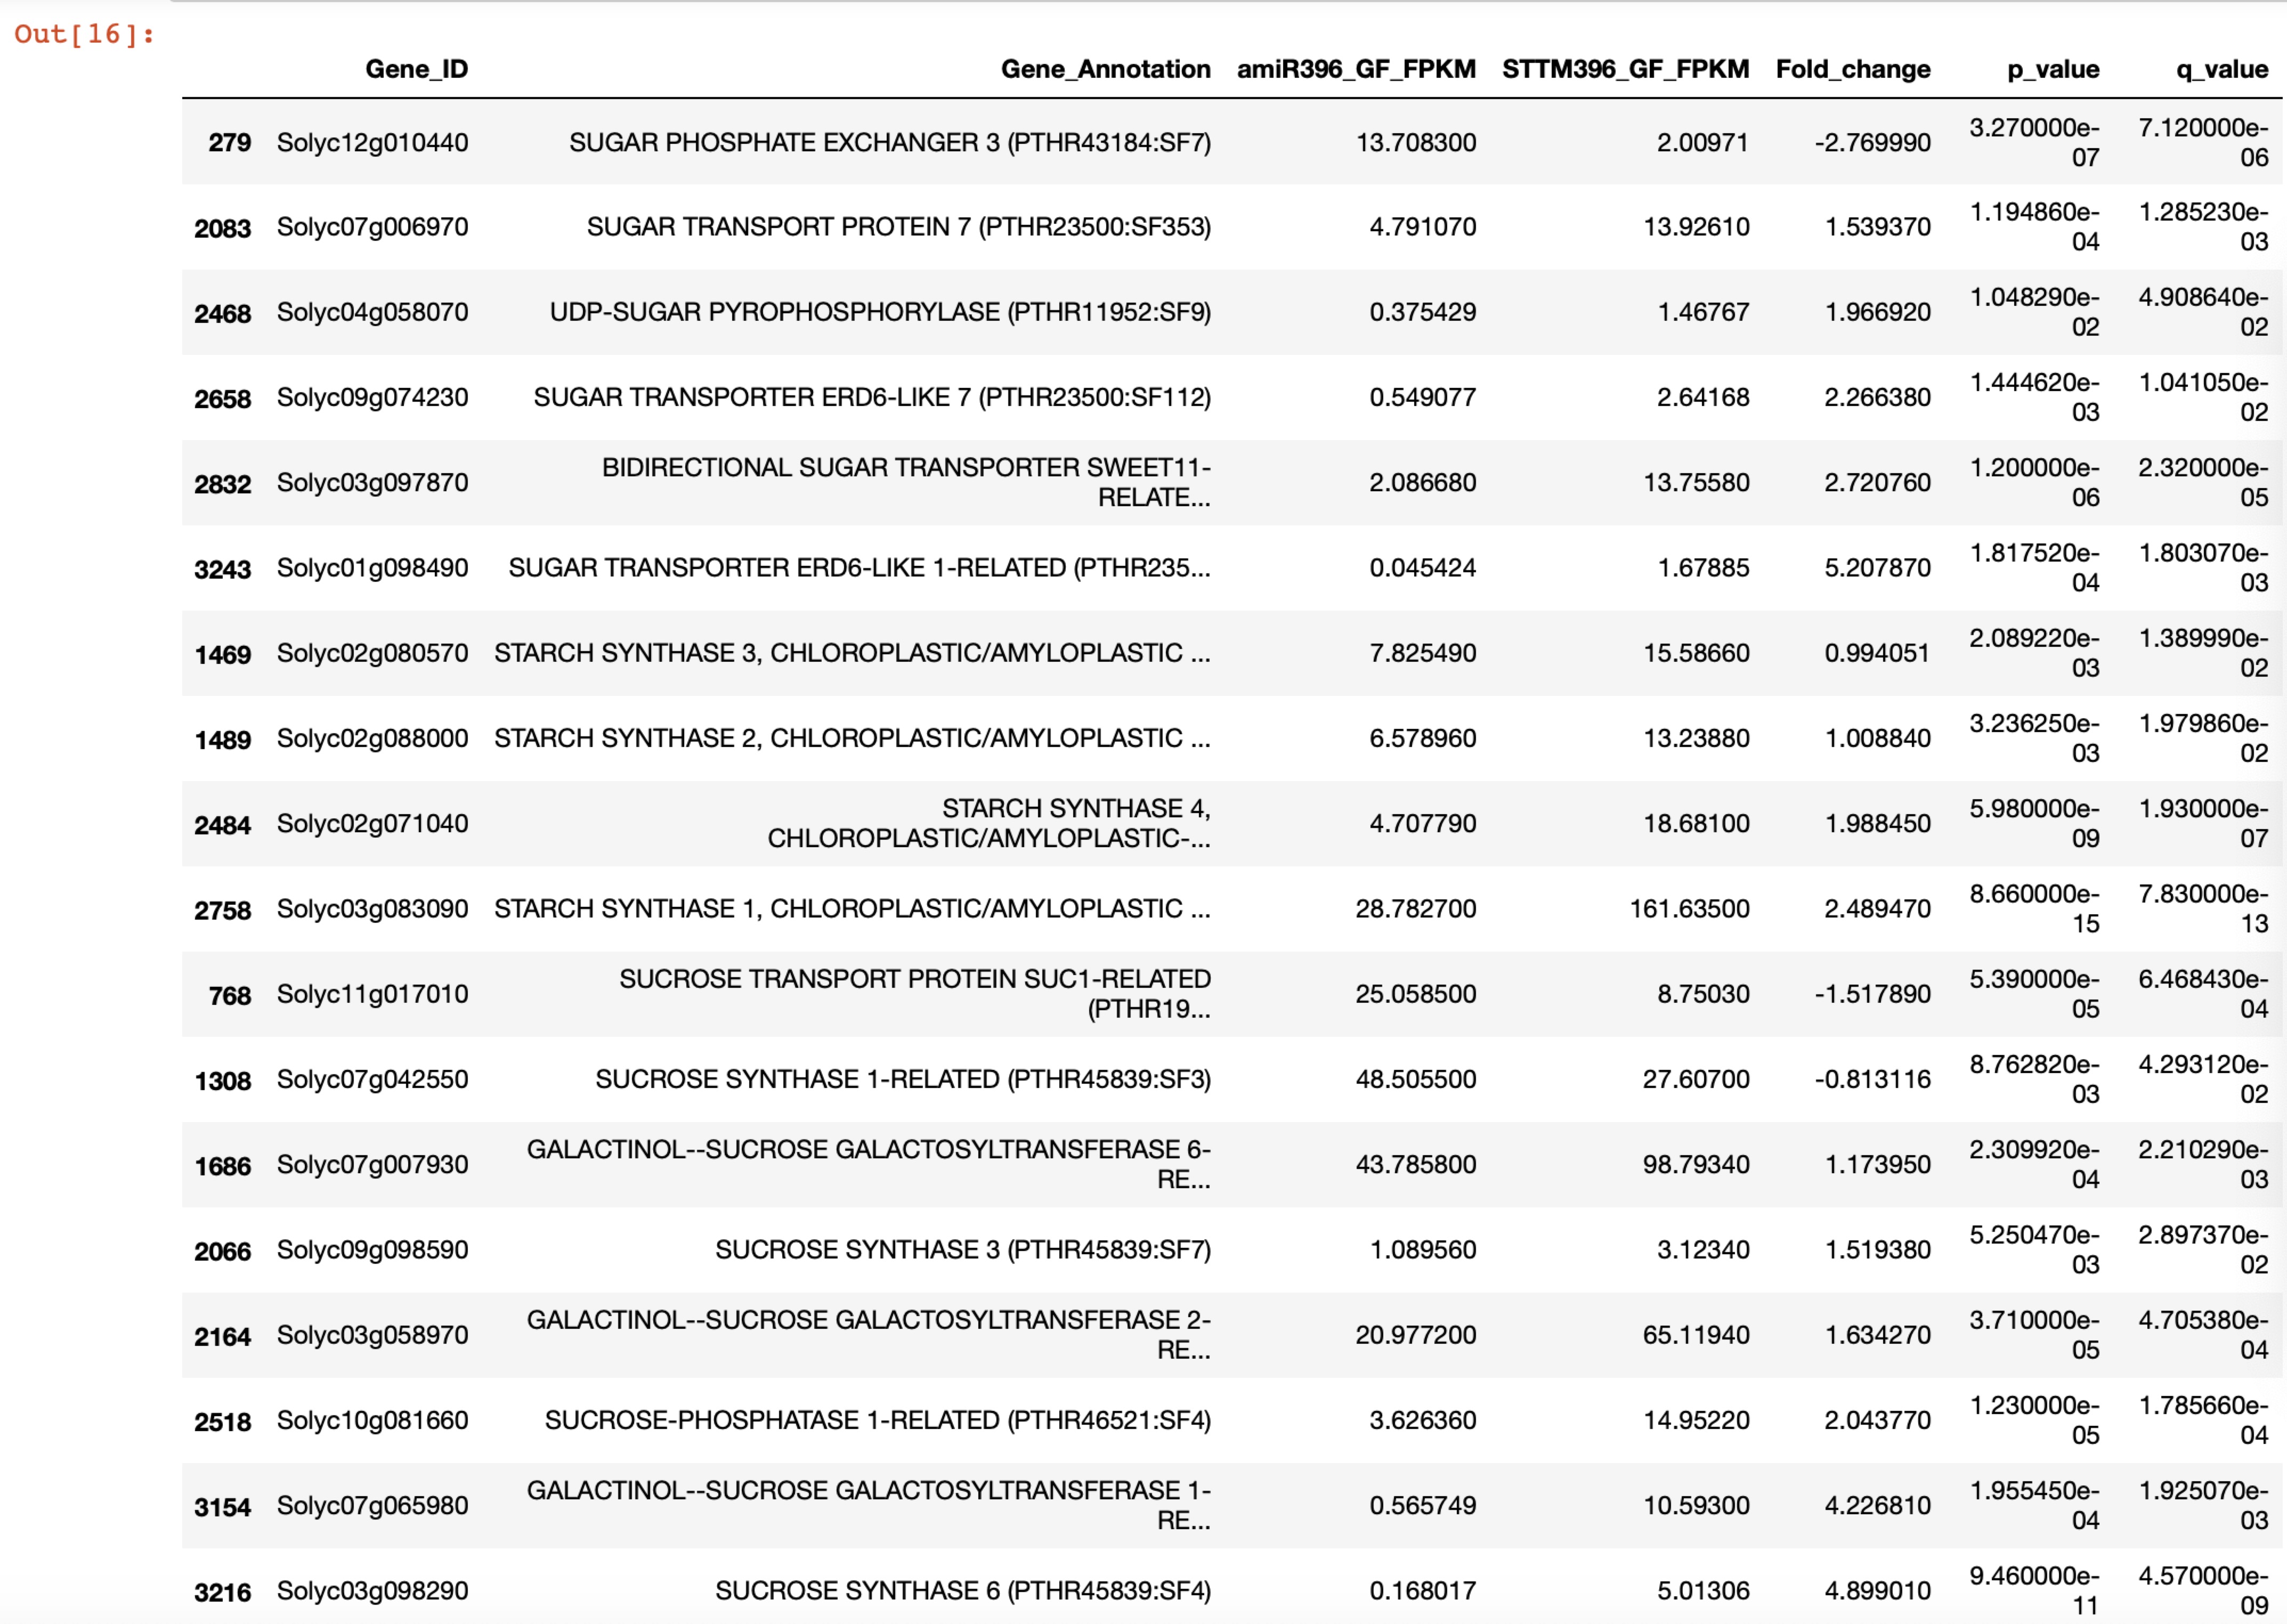 Out[16]:
Gene_ID Gene_Annotation amiR396_GF_FPKM STTM396_GF_FPKM Fold_change p_value q_value
279 Solyc12g010440 SUGAR PHOSPHATE EXCHANGER 3 (PTHR43184:SF7) 13.708300 2.00971 -2.769990 3.270000e- 7.120000e-
07 06
2083 Solyc07g006970 SUGAR TRANSPORT PROTEIN 7 (PTHR23500:SF353) 4.791070 13.92610 1.539370 1.194860e- 1.285230e-
04 03
2468 Solyc04g058070 UDP-SUGAR PYROPHOSPHORYLASE (PTHR11952:SF9) 0.375429 1.46767 1.966920 1.048290e- 4.908640e-
02 02
2658 Solyc09g074230 SUGAR TRANSPORTER ERD6-LIKE 7 (PTHR23500:SF112) 0.549077 2.64168 2.266380 1.444620e- 1.041050e-
03 02
2832 Solyc03g097870 BIDIRECTIONAL SUGAR TRANSPORTER SWEET11- 2.086680 13.75580 2.720760 1.200000e- 2.320000e-
RELATE... 06 05
3243 Solyc01g098490 SUGAR TRANSPORTER ERD6-LIKE 1-RELATED (PTHR235... 0.045424 1.67885 5.207870 1.817520e- 1.803070e-
04 03
1469 Solyc02g080570 STARCH SYNTHASE 3, CHLOROPLASTIC/AMYLOPLASTIC ... 7.825490 15.58660 0.994051 2.089220e- 1.389990e-
03 02
1489 Solyc02g088000 STARCH SYNTHASE 2, CHLOROPLASTIC/AMYLOPLASTIC ... 6.578960 13.23880 1.008840 3.236250e- 1.979860e-
03 02
2484 Solyc02g071040 STARCH SYNTHASE 4, 4.707790 18.68100 1.988450 5.980000e- 1.930000e-
CHLOROPLASTIC/AMYLOPLASTIC-... 09 07
2758 Solyc03g083090 STARCH SYNTHASE 1, CHLOROPLASTIC/AMYLOPLASTIC ... 28.782700 161.63500 2.489470 8.660000e- 7.830000e-
15 13
768 Solyc11g017010 SUCROSE TRANSPORT PROTEIN SUC1-RELATED 25.058500 8.75030 -1.517890 5.390000e- 6.468430e-
(PTHR19... 05 04
1308 Solyc07g042550 SUCROSE SYNTHASE 1-RELATED (PTHR45839:SF3) 48.505500 27.60700 -0.813116 8.762820e- 4.293120e-
03 02
1686 Solyc07g007930 GALACTINOL--SUCROSE GALACTOSYLTRANSFERASE 6- 43.785800 98.79340 1.173950 2.309920e- 2.210290e-
RE... 04 03
2066 Solyc09g098590 SUCROSE SYNTHASE 3 (PTHR45839:SF7) 1.089560 3.12340 1.519380 5.250470e- 2.897370e-
03 02
2164 Solyc03g058970 GALACTINOL--SUCROSE GALACTOSYLTRANSFERASE 2- 20.977200 65.11940 1.634270 3.710000e- 4.705380e-
RE... 05 04
2518 Solyc10g081660 SUCROSE-PHOSPHATASE 1-RELATED (PTHR46521:SF4) 3.626360 14.95220 2.043770 1.230000e- 1.785660e-
05 04
3154 Solyc07g065980 GALACTINOL--SUCROSE GALACTOSYLTRANSFERASE 1- 0.565749 10.59300 4.226810 1.955450e- 1.925070e-
RE... 04 03
3216 Solyc03g098290 SUCROSE SYNTHASE 6 (PTHR45839:SF4) 0.168017 5.01306 4.899010 9.460000e- 4.570000e-
11 09